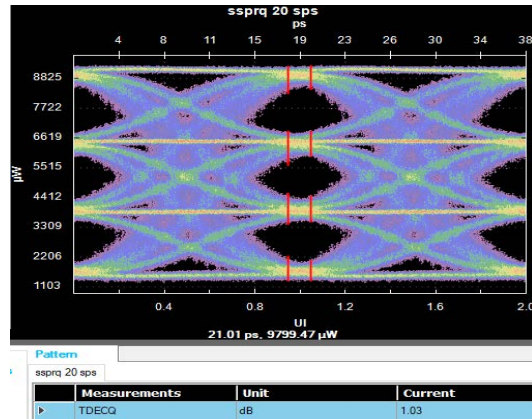 ssprq 20 sps
ps
4 8 11 15 19 23 26 30 34 38
8825
7722
6619
5515
4412
3309
2206
1103
µW
0.4 0.8 1.2 1.6 2.0
UI
21.01 ps, 9799.47 µW
Pattern
ssprq 20 sps
Measurements Unit Current
TDECQ dB 1.03